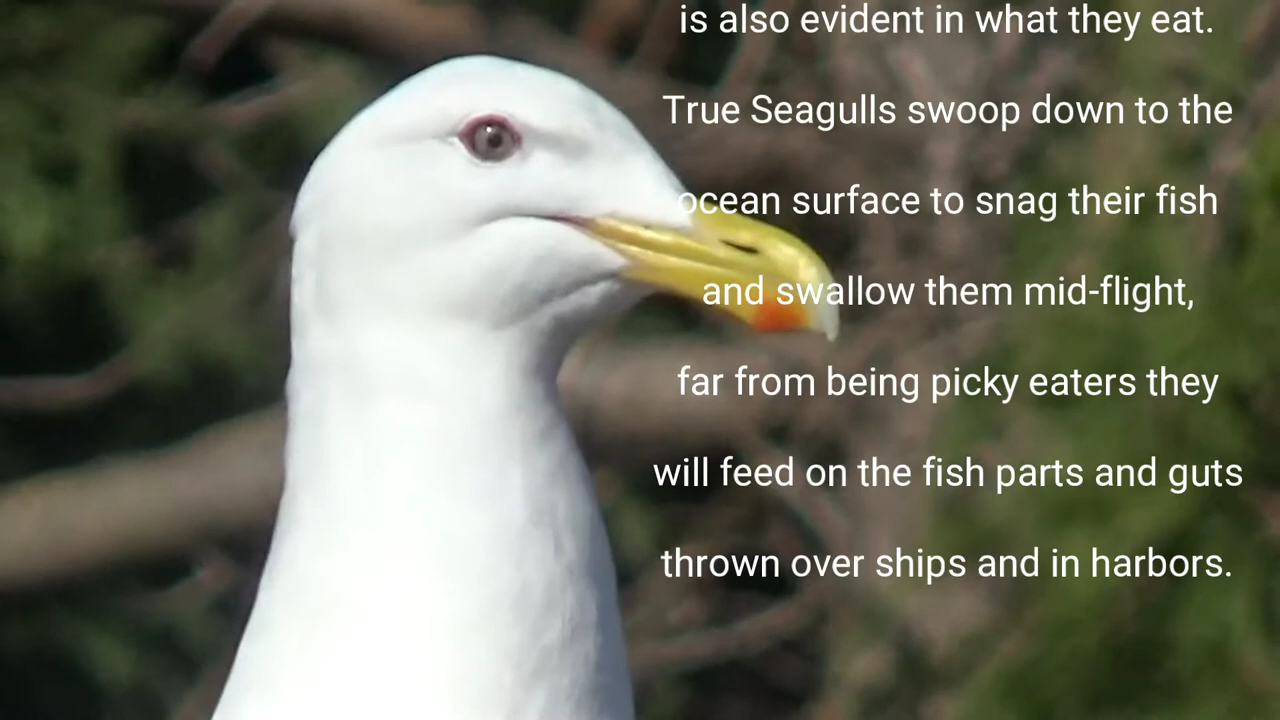 is also evident in what they eat.
True Seagulls swoop down to the
ocean surface to snag their fish
and swallow them mid-flight,
far from being picky eaters they
will feed on the fish parts and guts
thrown over ships and in harbors.